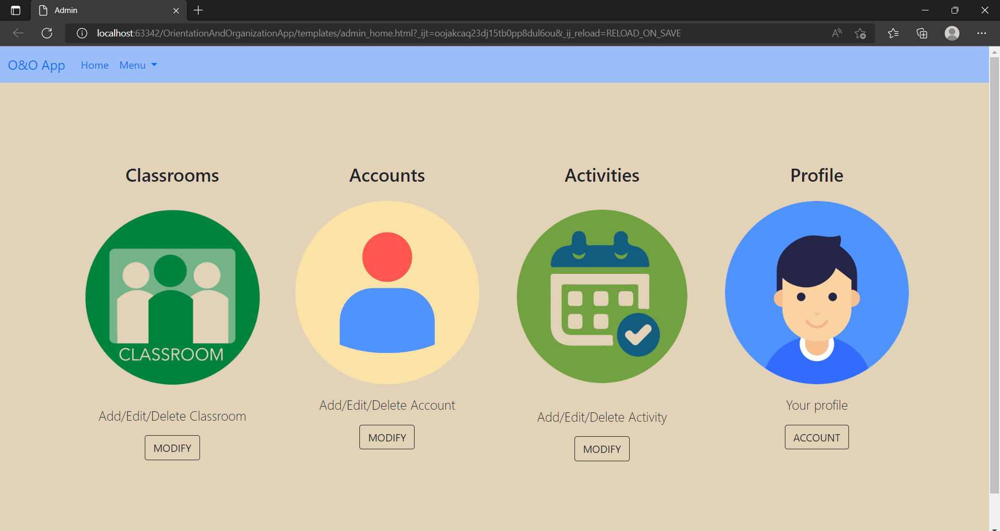 Admin
localhost:63342/OrientationAndOrganizationApp/templates/admin_home.html?_ijt=oojakcaq23dj15tb0pp8dul6ou&_ij_reload=RELOAD_ON_SAVE
O&O App Home Menu
Classrooms Accounts Activities Profile
CLASSROOM
Add/Edit/Delete Classroom Add/Edit/Delete Account Add/Edit/Delete Activity Your profile
MODIFY MODIFY MODIFY ACCOUNT